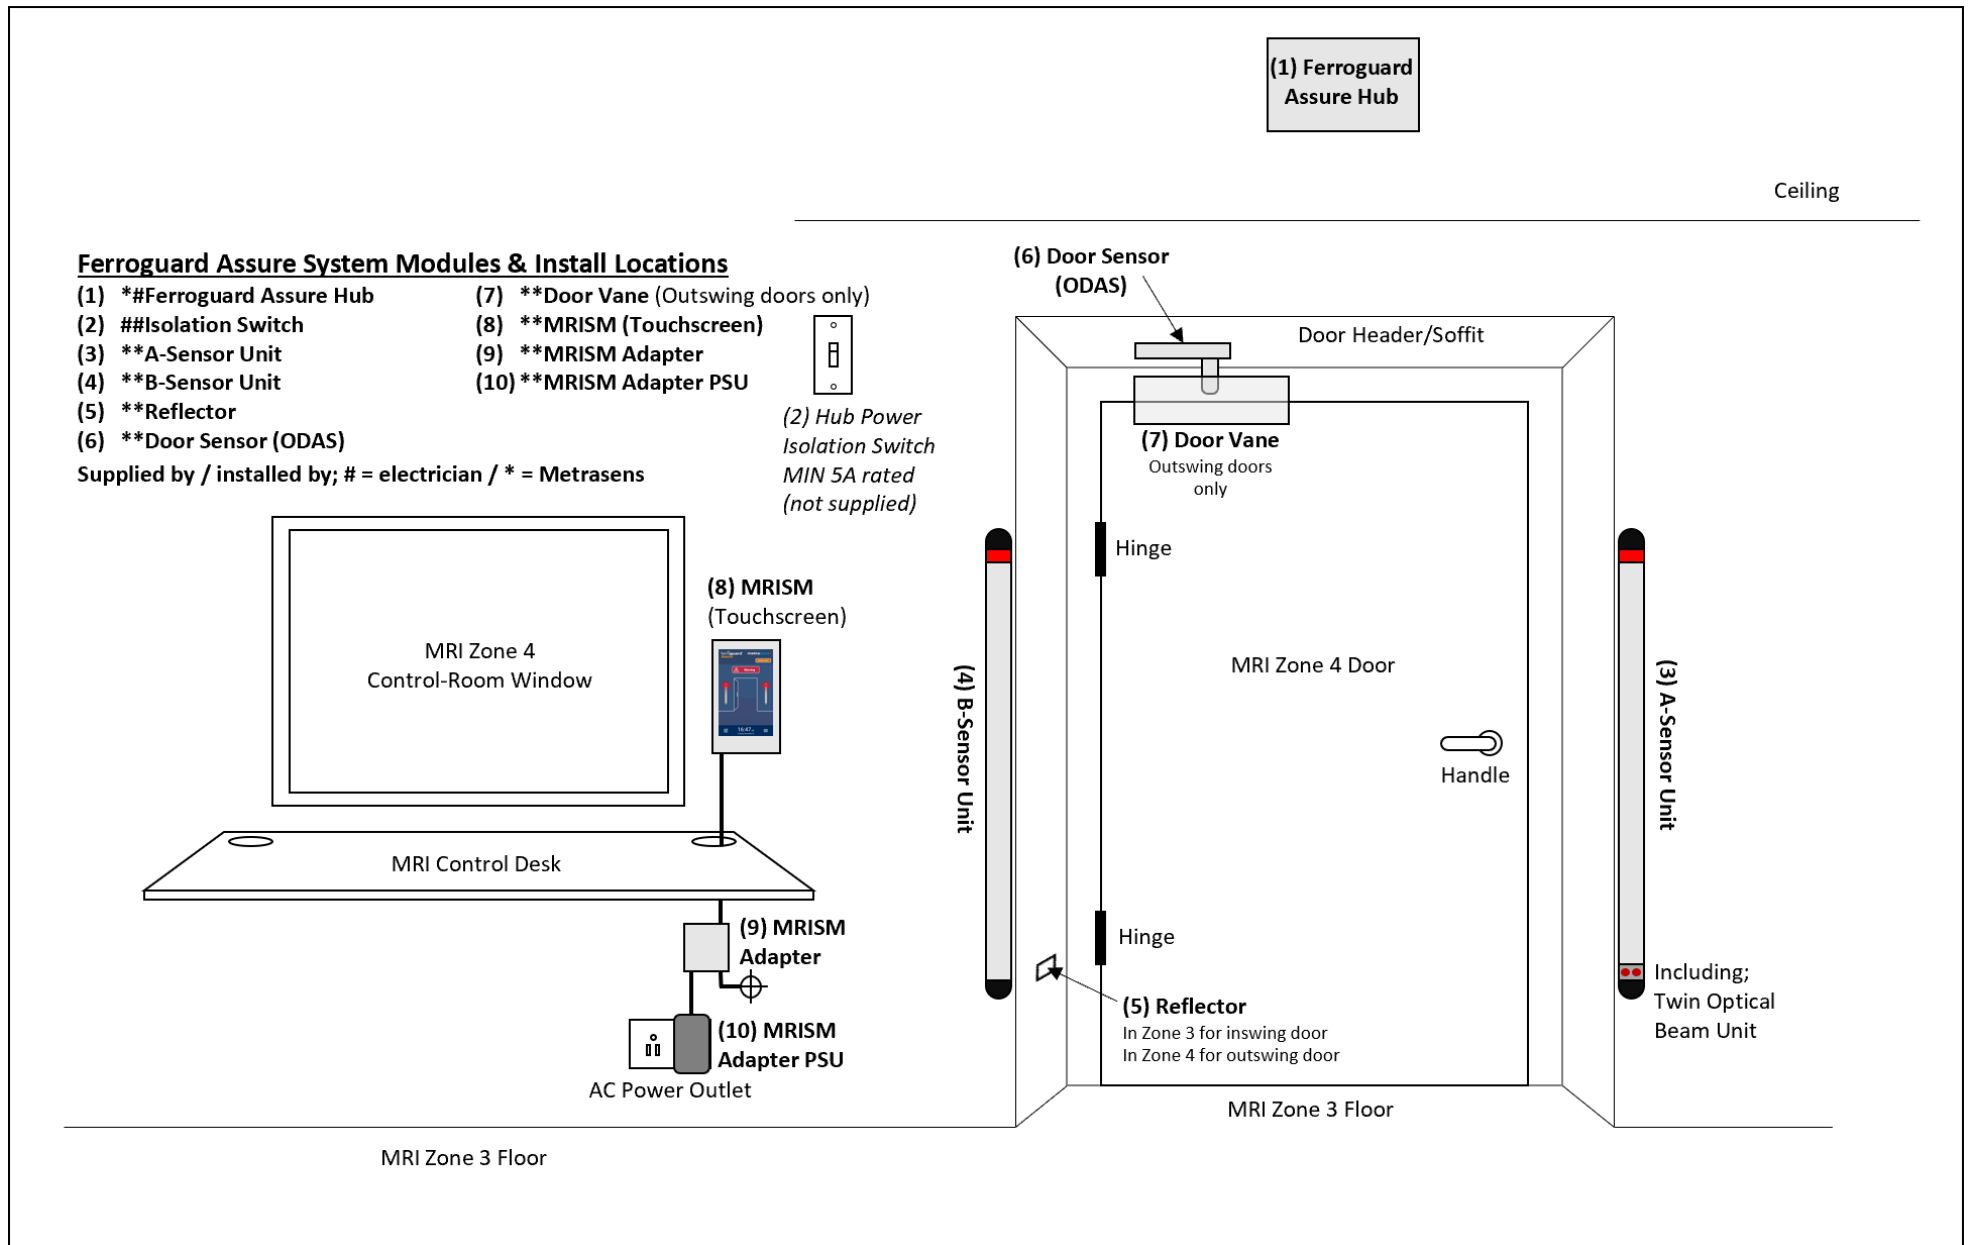 (1) Ferroguard
Assure Hub
Ceiling
Ferroguard Assure System Modules & Install Locations
(1) *#Ferroguard Assure Hub
(2) ##Isolation Switch
(3) **A-Sensor Unit
(4) **B-Sensor Unit
(5) **Reflector
(6) **Door Sensor (ODAS)
(7) **Door Vane (Outswing doors only)
(8) **MRISM (Touchscreen)
(9) **MRISM Adapter
(10) **MRISM Adapter PSU
Supplied by / installed by; # = electrician / * = Metrasens
(2) Hub Power
Isolation Switch
MIN 5A rated
(not supplied)
(6) Door Sensor
(ODAS)
Door Header/Soffit
(7) Door Vane
Outswing doors
only
Hinge
MRI Zone 4
Control-Room Window
(8) MRISM
(Touchscreen)
Warning
16:47
MRI Zone 4 Door
(4) B-Sensor Unit
(3) A-Sensor Unit
Handle
MRI Control Desk
(9) MRISM
Adapter
Hinge
(5) Reflector
In Zone 3 for inswing door
In Zone 4 for outswing door
Including;
Twin Optical
Beam Unit
(10) MRISM
Adapter PSU
AC Power Outlet
MRI Zone 3 Floor
MRI Zone 3 Floor